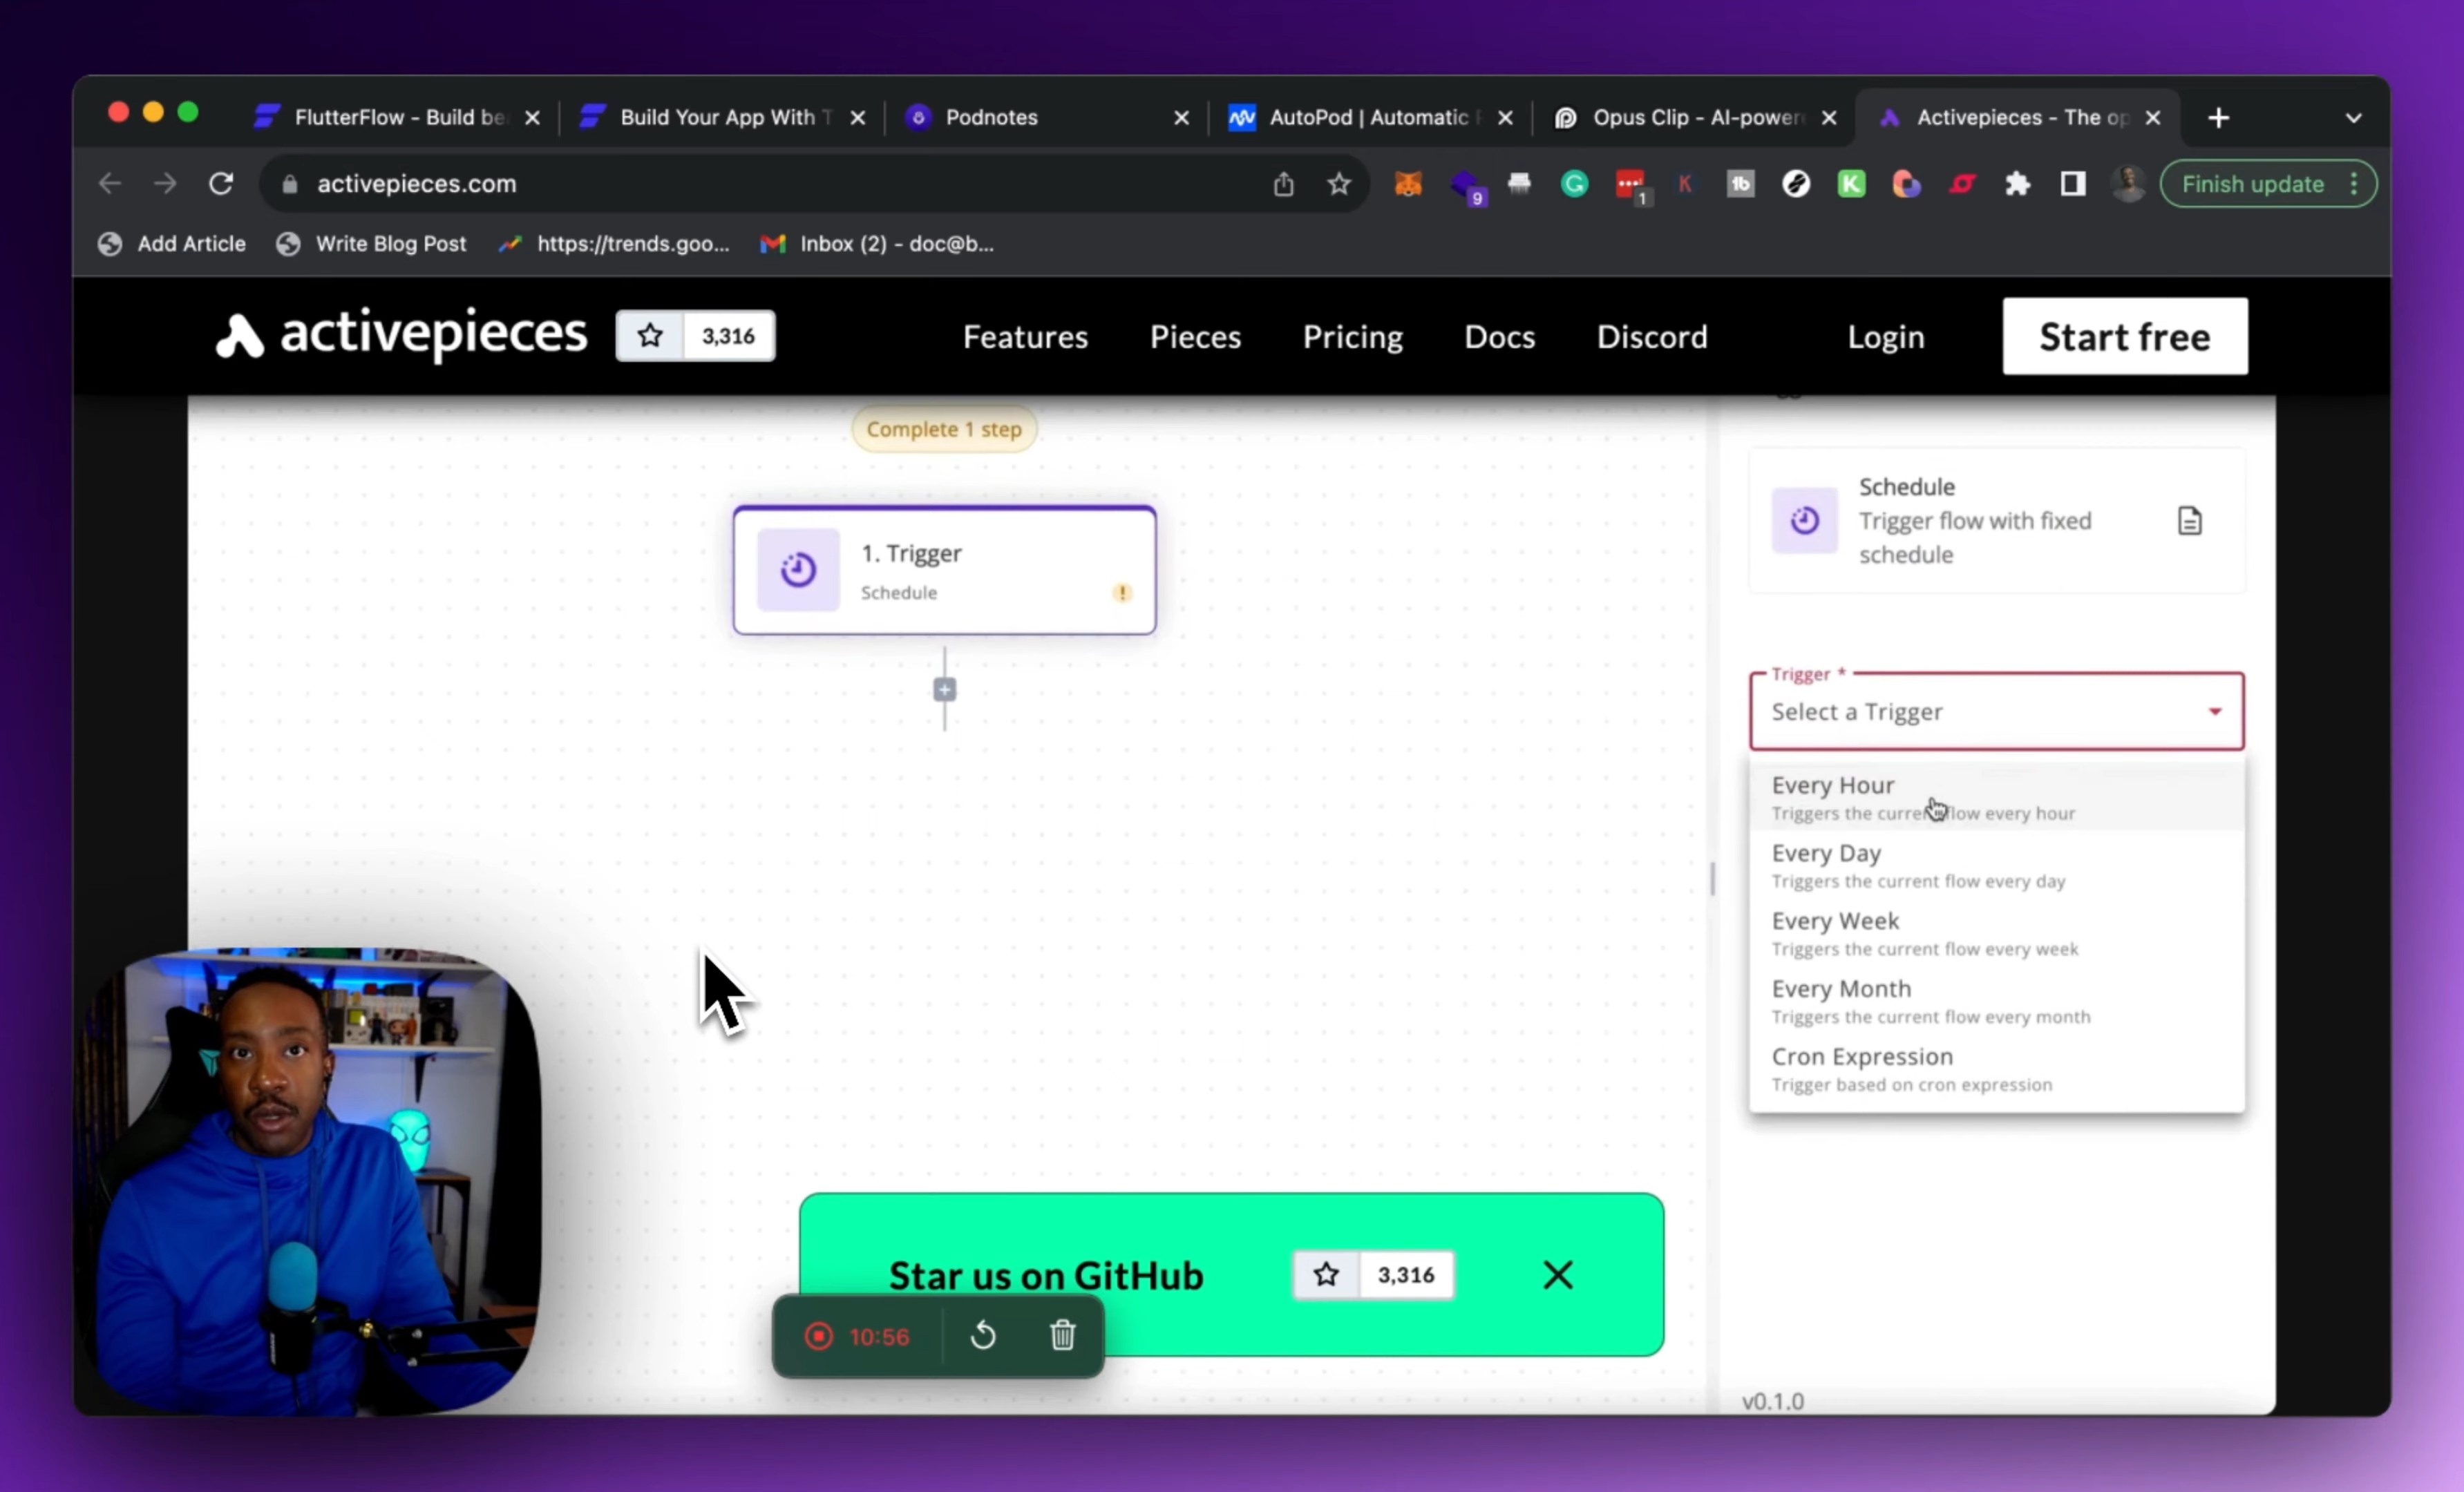 FlutterFlow - Build be
Build Your App With T
Podnotes
AutoPod | Automatic
Opus Clip - AI-power
Activepieces - The op
activepieces.com
9
1
Finish update
Add Article
Write Blog Post
https://trends.goo...
Inbox (2) - doc@b...
activepieces
3,316
Features
Pieces
Pricing
Docs
Discord
Login
Start free
Complete 1 step
1. Trigger
Schedule
Schedule
Trigger flow with fixed
schedule
Trigger *
Select a Trigger
Every Hour
Triggers the current flow every hour
Every Day
Triggers the current flow every day
Every Week
Triggers the current flow every week
Every Month
Triggers the current flow every month
Cron Expression
Trigger based on cron expression
Star us on GitHub
3,316
10:56
v0.1.0